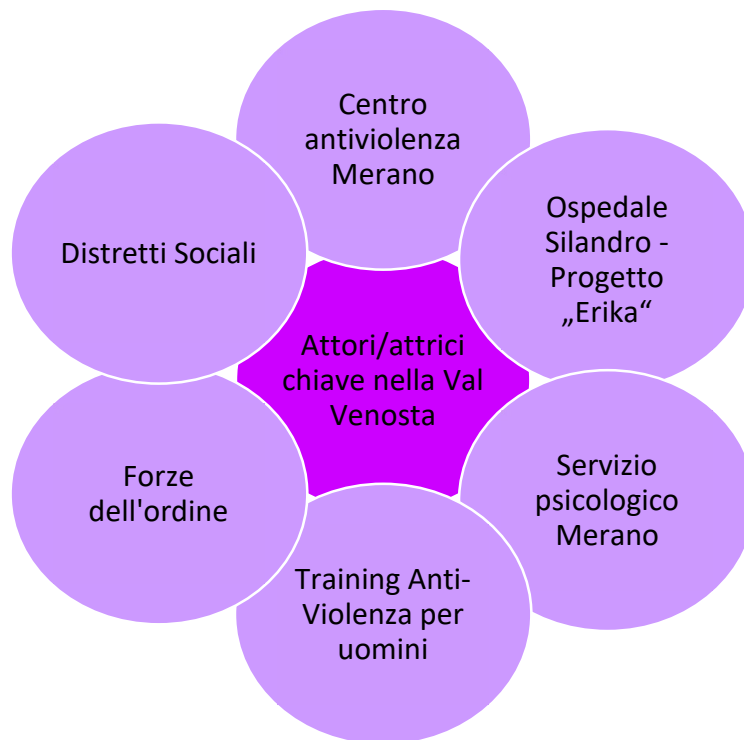 Centro
antiviolenza
Merano
Ospedale
Silandro -
Progetto
„Erika“
Distretti Sociali
Attori/attrici
chiave nella Val
Venosta
Servizio
psicologico
Merano
Forze
dell'ordine
Training Anti-
Violenza per
uomini